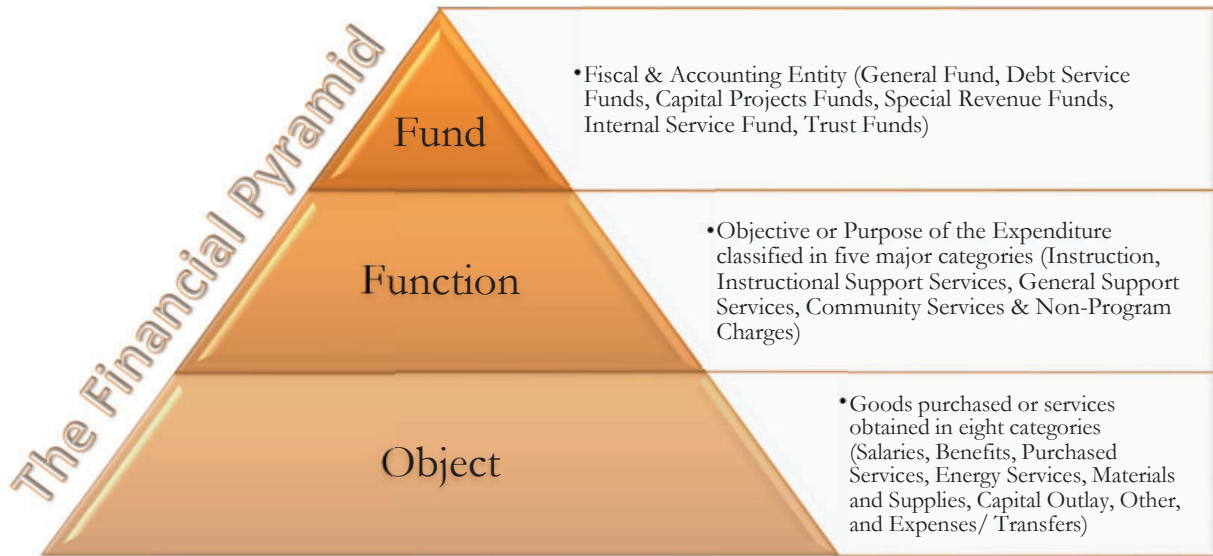 The Financial Pyramid
Fund
•Fiscal & Accounting Entity (General Fund, Debt Service
Funds, Capital Projects Funds, Special Revenue Funds,
Internal Service Fund, Trust Funds)
Function
•Objective or Purpose of the Expenditure
classified in five major categories (Instruction,
Instructional Support Services, General Support
Services, Community Services & Non-Program
Charges)
Object
•Goods purchased or services
obtained in eight categories
(Salaries, Benefits, Purchased
Services, Energy Services, Materials
and Supplies, Capital Outlay, Other,
and Expenses/ Transfers)